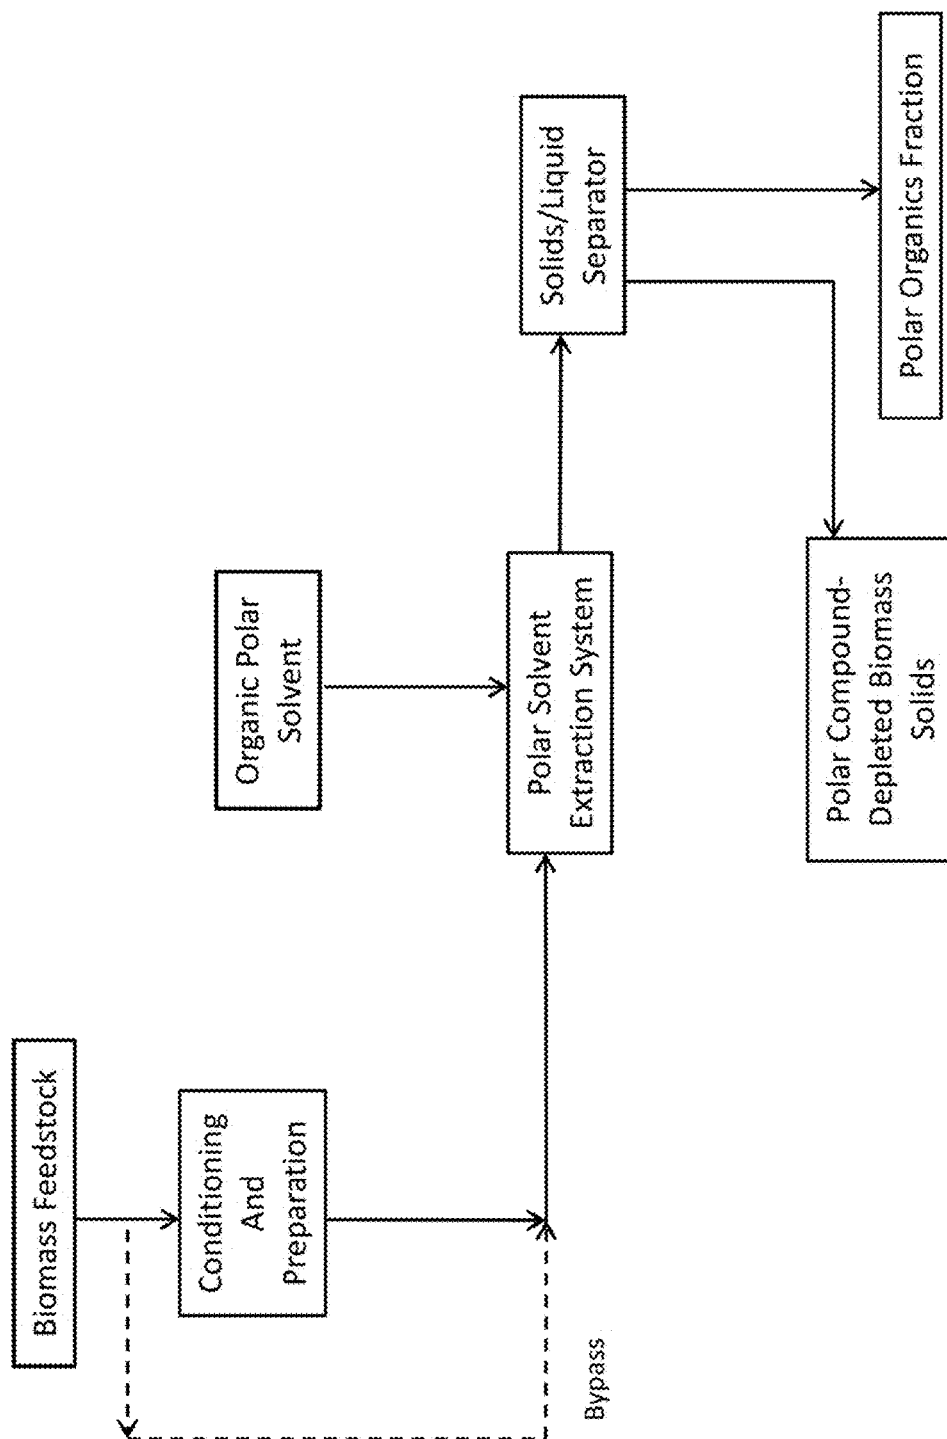 Biomass Feedstock
Conditioning
And
Preparation
Bypass
Organic Polar
Solvent
Polar Solvent
Extraction System
Solids/Liquid
Separator
Polar Compound-
Depleted Biomass
Solids
Polar Organics Fraction